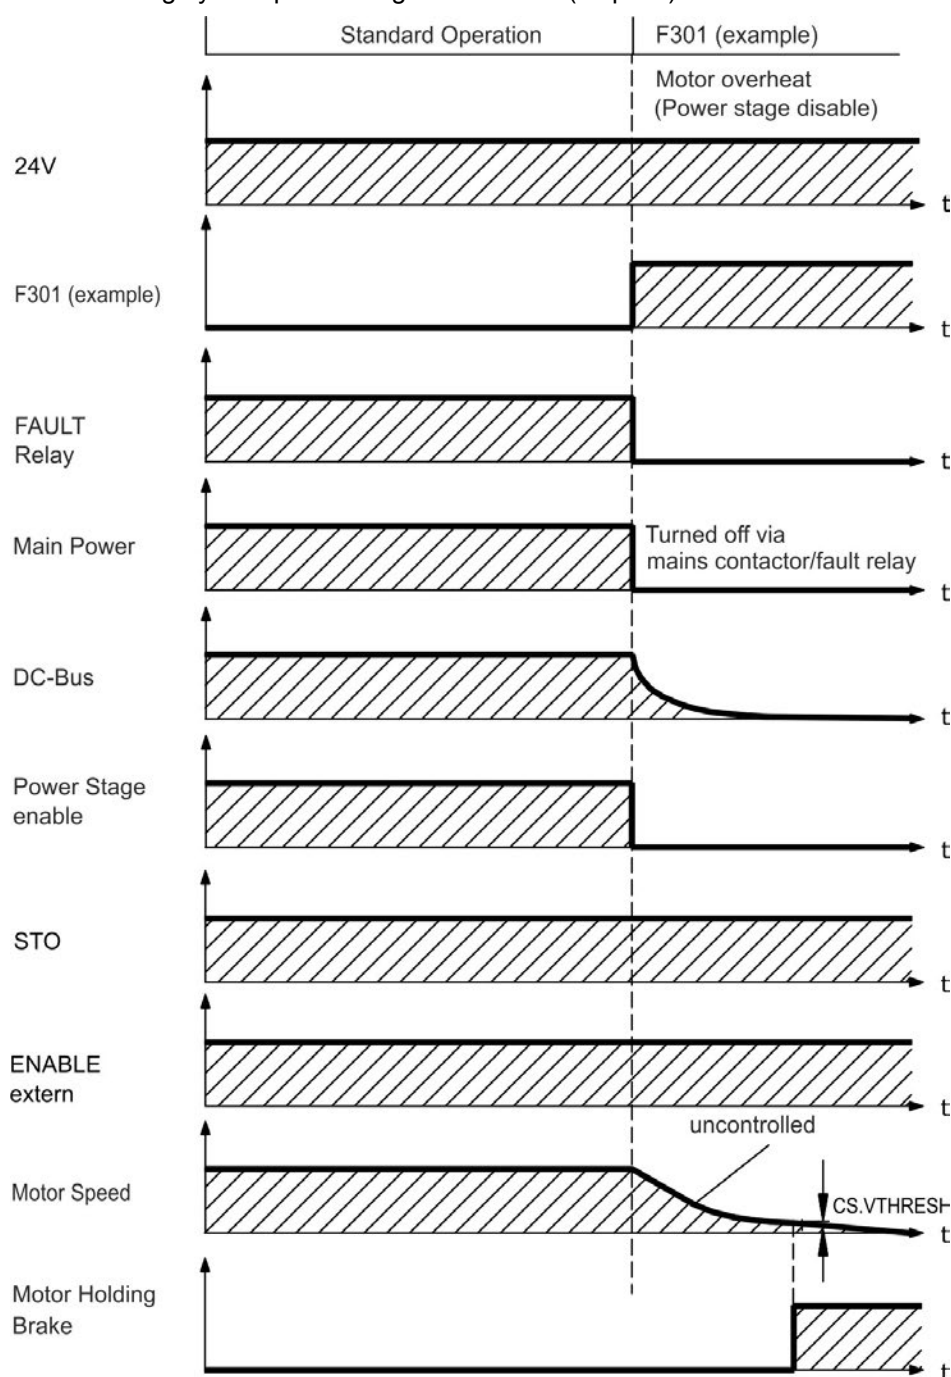 Standard Operation
F301 (example)
Motor overheat
(Power stage disable)
24V
t
F301 (example)
t
FAULT
Relay
t
Main Power
Turned off via
mains contactor/fault relay
t
DC-Bus
t
Power Stage
enable
t
STO
t
ENABLE
extern
t
uncontrolled
Motor Speed
CS.VTHRESH
t
Motor Holding
Brake
t